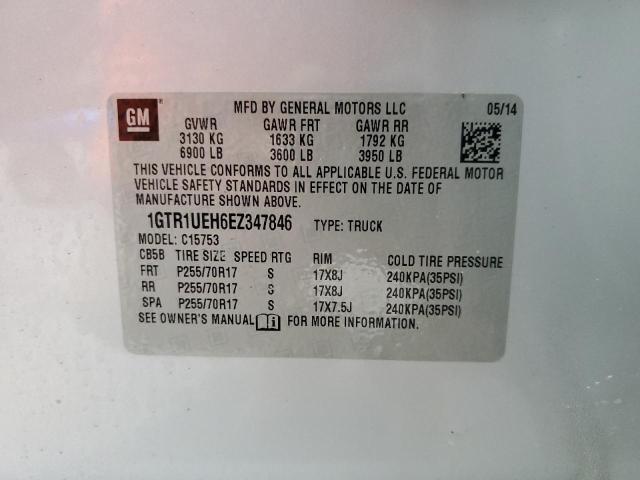 GM
MFD BY GENERAL MOTORS LLC 05/14
GVWR GAWR FRT GAWR RR
3130 KG 1633 KG 1792 KG
6900 LB 3600 LB 3950 LB
THIS VEHICLE CONFORMS TO ALL APPLICABLE U.S. FEDERAL MOTOR
VEHICLE SAFETY STANDARDS IN EFFECT ON THE DATE OF
MANUFACTURE SHOWN ABOVE.
1GTR1UEH6EZ347846 TYPE: TRUCK
MODEL: C15753
CB5B TIRE SIZE SPEED RTG RIM COLD TIRE PRESSURE
FRT P255/70R17 S 17X8J 240KPA(35PSI)
RR P255/70R17 S 17X8J 240KPA(35PSI)
SPA P255/70R17 S 17X7.5J 240KPA(35PSI)
SEE OWNER'S MANUAL FOR MORE INFORMATION.